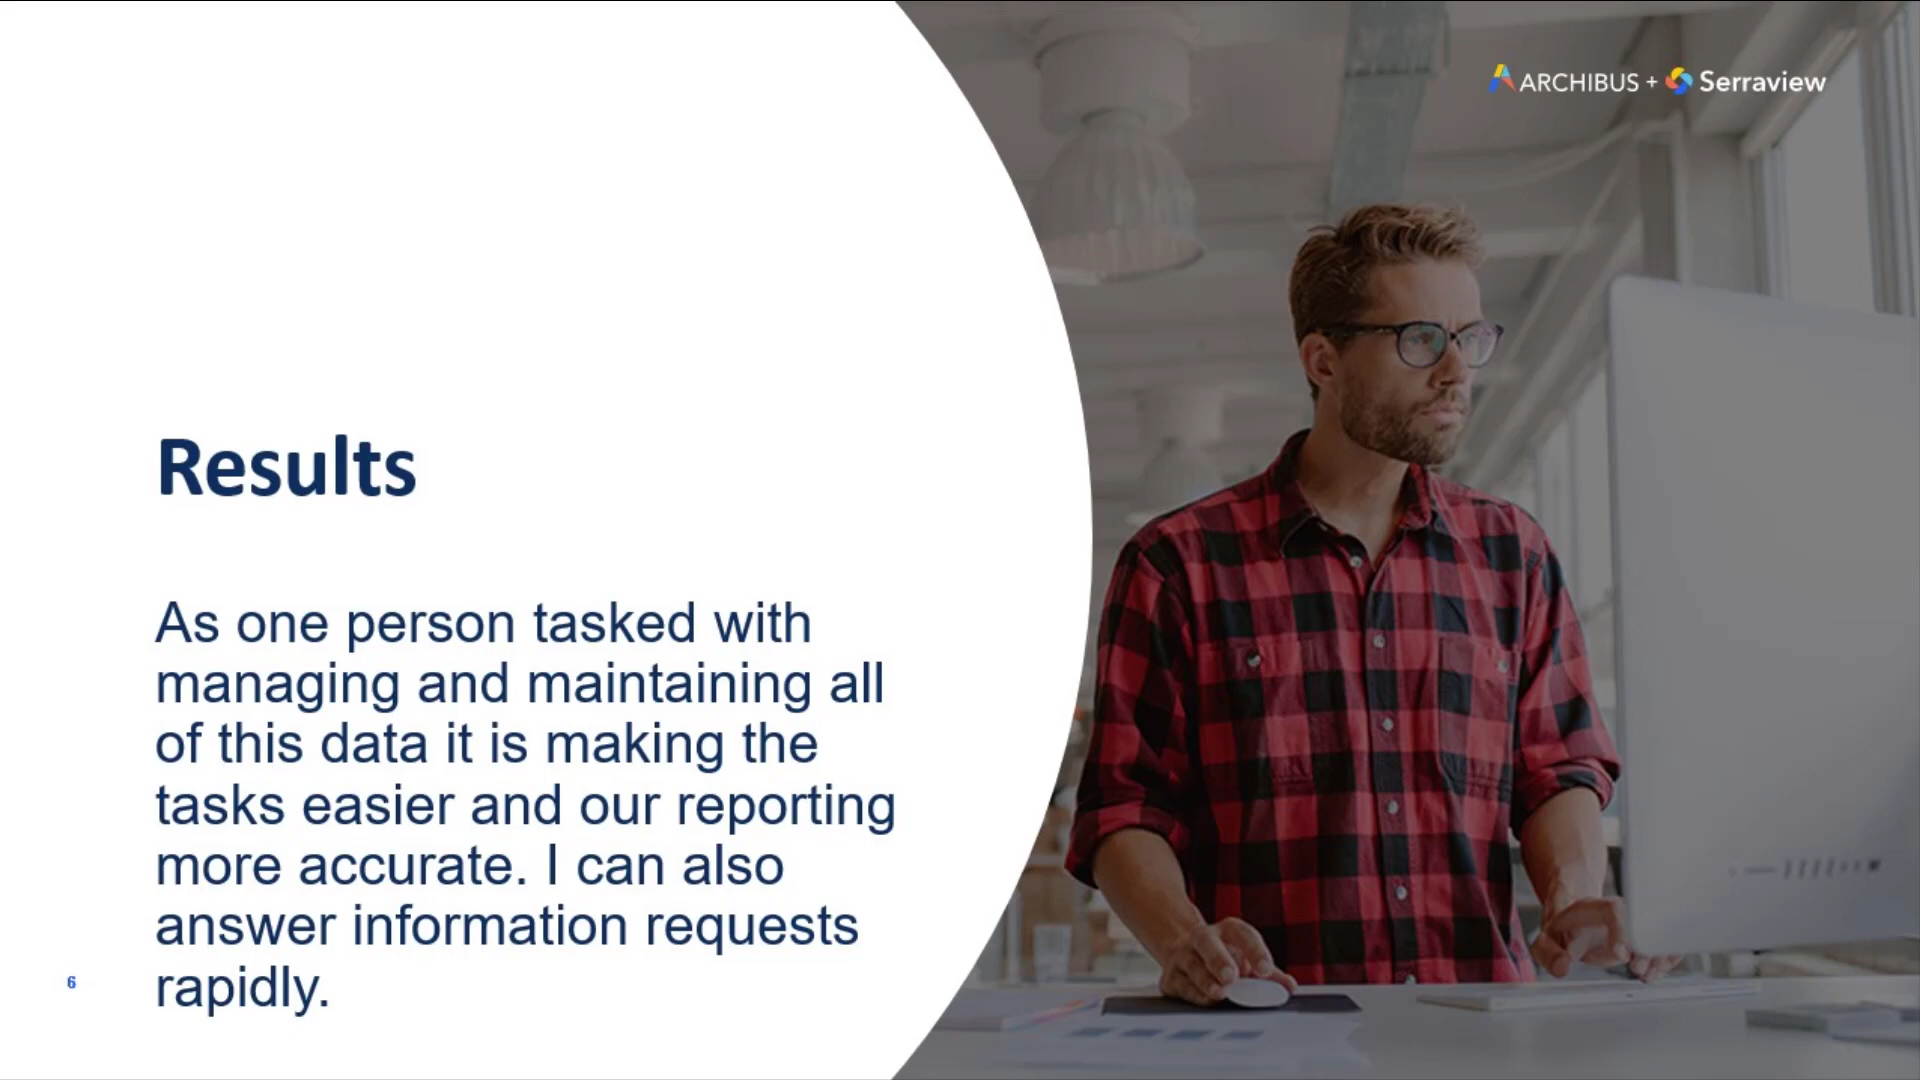 ARCHIBUS + Serraview
Results
As one person tasked with
managing and maintaining all
of this data it is making the
tasks easier and our reporting
more accurate. I can also
answer information requests
rapidly.
6